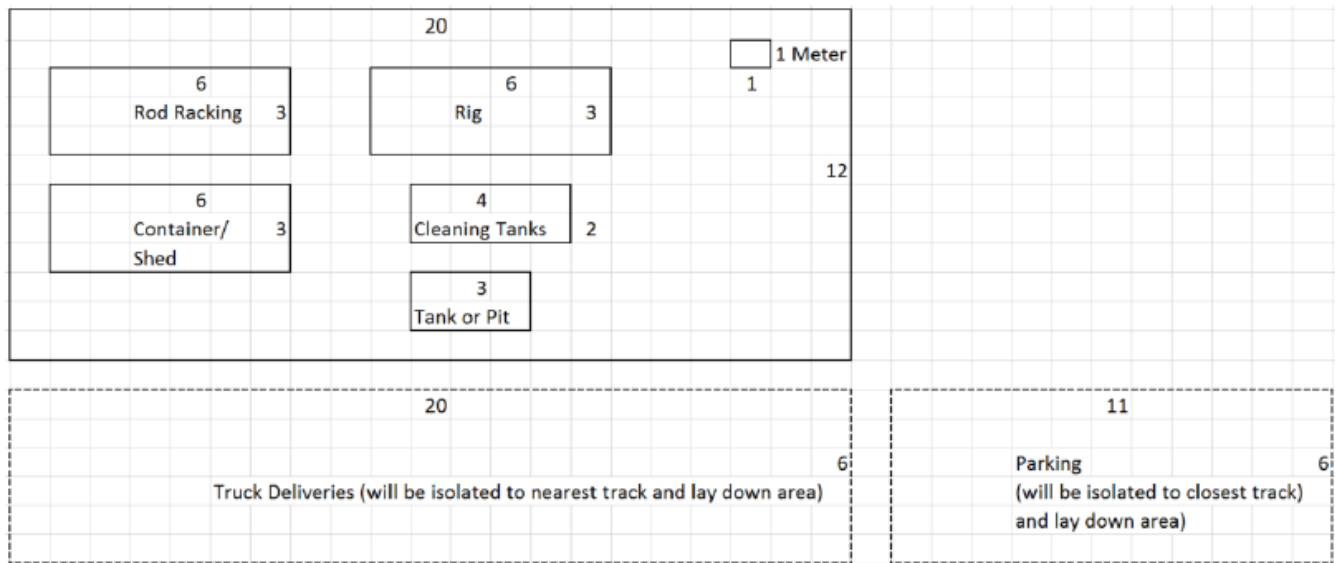 20
1 Meter
1
6
Rod Racking 3
6
Rig 3
12
6
Container/ 3
Shed
4
Cleaning Tanks 2
3
Tank or Pit
20
6
Truck Deliveries (will be isolated to nearest track and lay down area)
11
Parking 6
(will be isolated to closest track)
and lay down area)